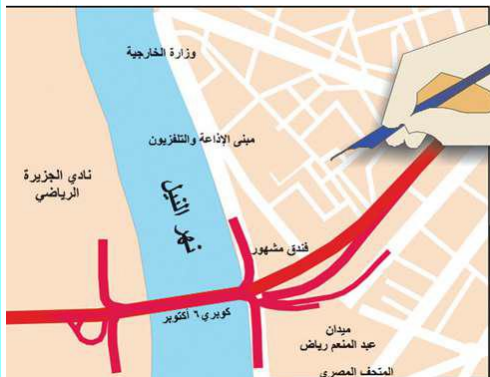 وزارة الخارجية
مبنى الإذاعة والتلفزيون
نادي الجزيرة
الرياضي
نهر النيل
فندق مشهور
كوبري ٦ أكتوبر
ميدان
عبد المنعم رياض
المتحف المصري